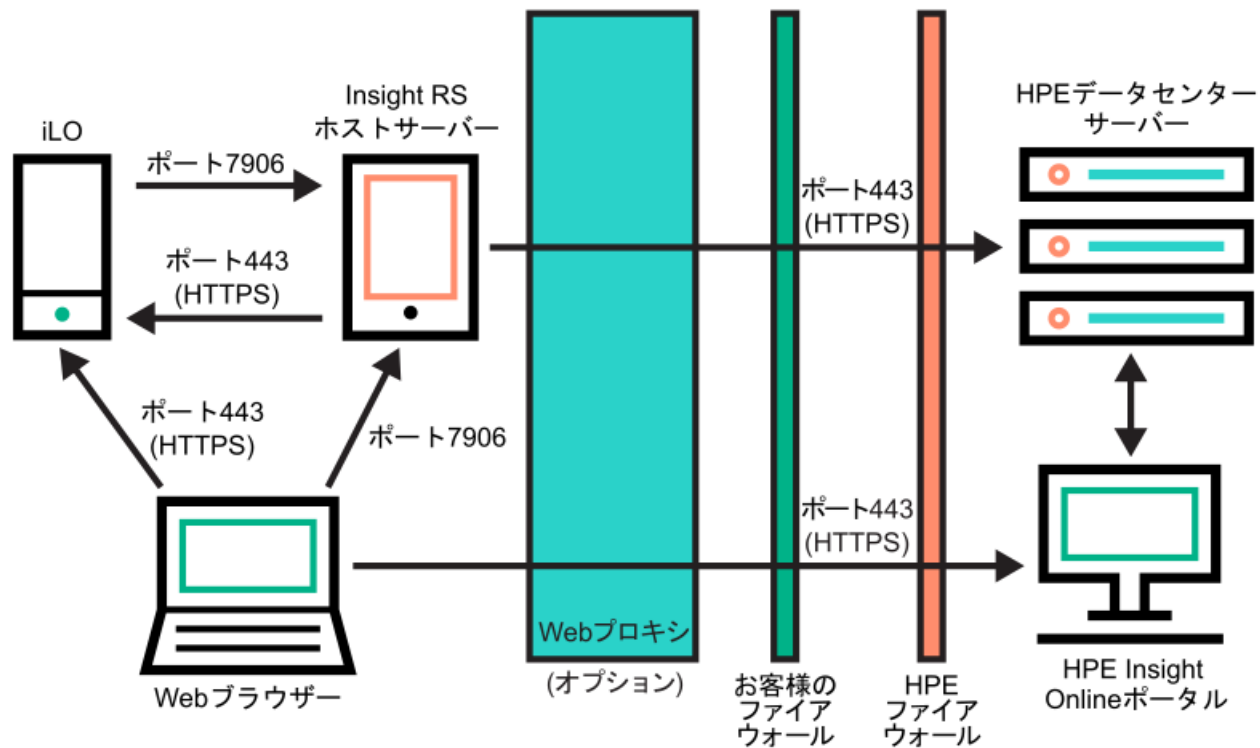 iLO
Insight RS
ホストサーバー
HPEデータセンター
サーバー
ポート7906
ポート443
(HTTPS)
ポート443
(HTTPS)
ポート443
(HTTPS)
ポート7906
ポート443
(HTTPS)
Webプロキシ
(オプション)
Webブラウザー
お客様の
ファイア
ウォール
HPE
ファイア
ウォール
HPE Insight
Onlineポータル